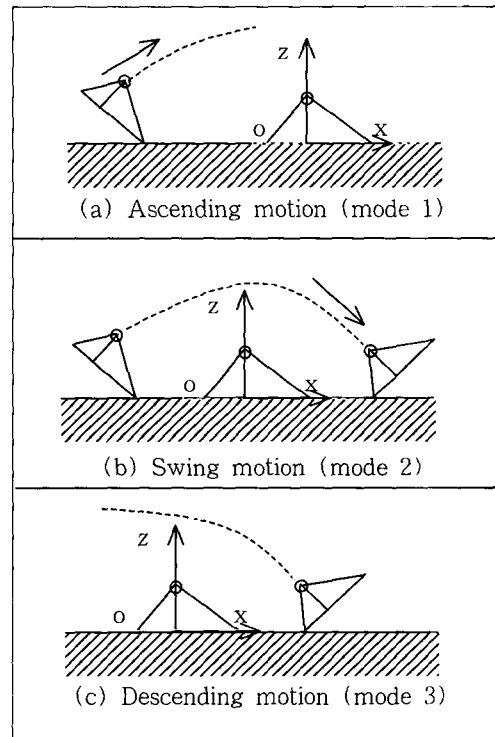 z
o x
(a) Ascending motion (mode 1)
z
o x
(b) Swing motion (mode 2)
z
o x
(c) Descending motion (mode 3)